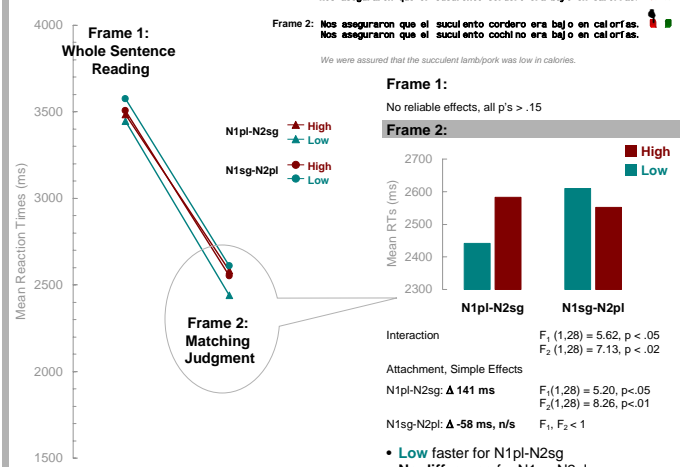 Frame 2: Nos aseguraron que el suculento cordero era bajo en calorías.
Nos aseguraron que el suculento cochino era bajo en calorías.
We were assured that the succulent lamb/pork was low in calories.
4000
3500
3000
2500
2000
1500
Mean Reaction Times (ms)
Frame 1:
Whole Sentence
Reading
N1pl-N2sg
High
Low
N1sg-N2pl
High
Low
Frame 2:
Matching
Judgment
Frame 1:
No reliable effects, all p's > .15
Frame 2:
2700
2600
2500
2400
2300
Mean RTs (ms)
High
Low
N1pl-N2sg N1sg-N2pl
Interaction F1 (1,28) = 5.62, p < .05
F2 (1,28) = 7.13, p < .02
Attachment, Simple Effects
N1pl-N2sg: Δ 141 ms F1(1,28) = 5.20, p<.05
F2(1,28) = 8.26, p<.01
N1sg-N2pl: Δ -58 ms, n/s F1, F2 < 1
• Low faster for N1pl-N2sg